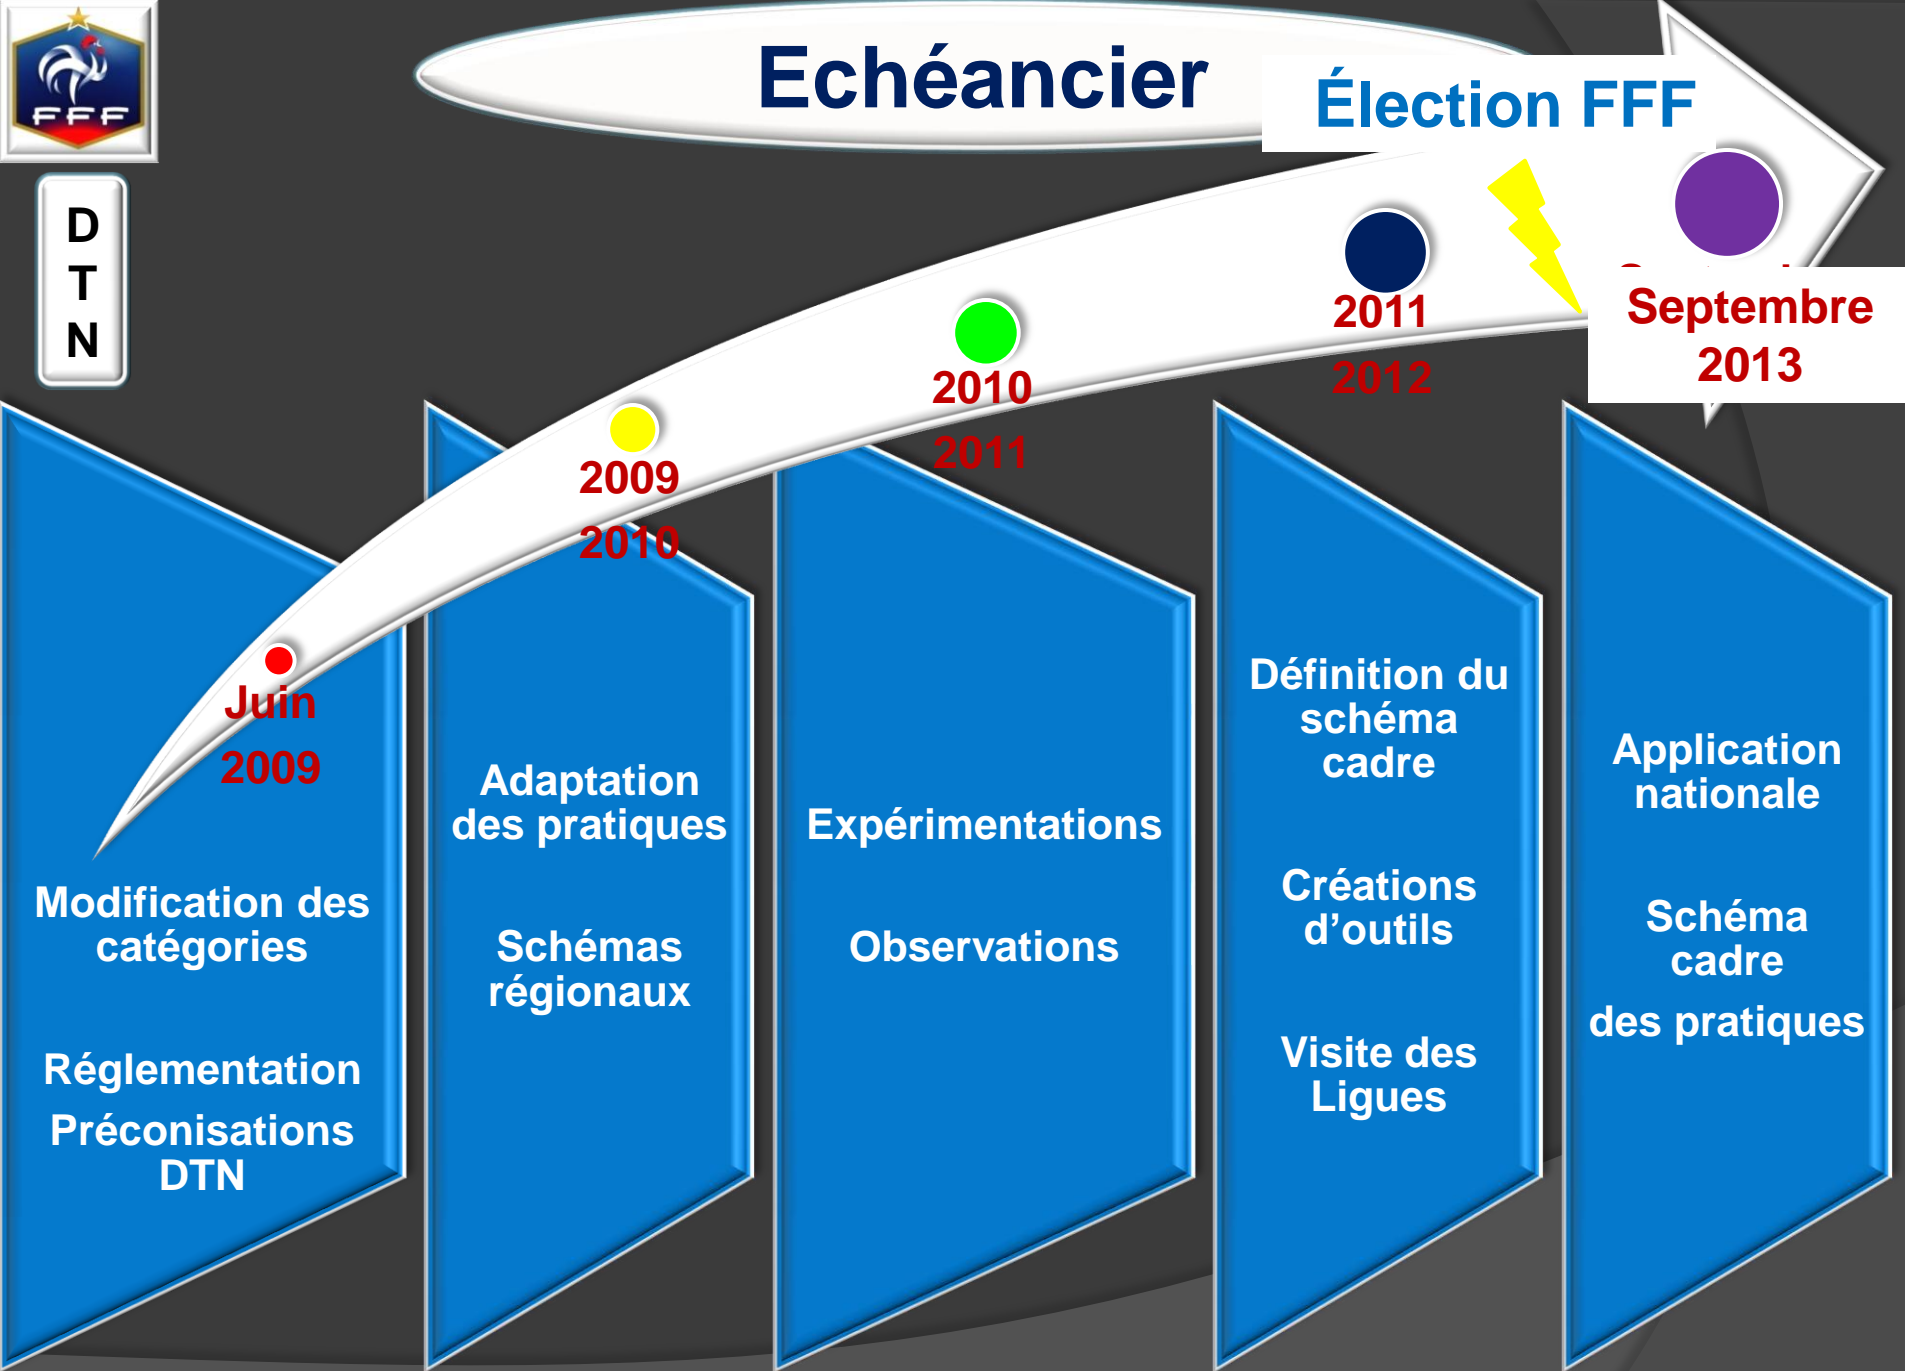 FFF
Echéancier
Élection FFF
D
T
N
Juin
2009
2009
2010
2010
2011
2011
2012
Septembre
2013
Modification des
catégories
Réglementation
Préconisations
DTN
Adaptation
des pratiques
Schémas
régionaux
Expérimentations
Observations
Définition du
schéma
cadre
Créations
d’outils
Visite des
Ligues
Application
nationale
Schéma
cadre
des pratiques